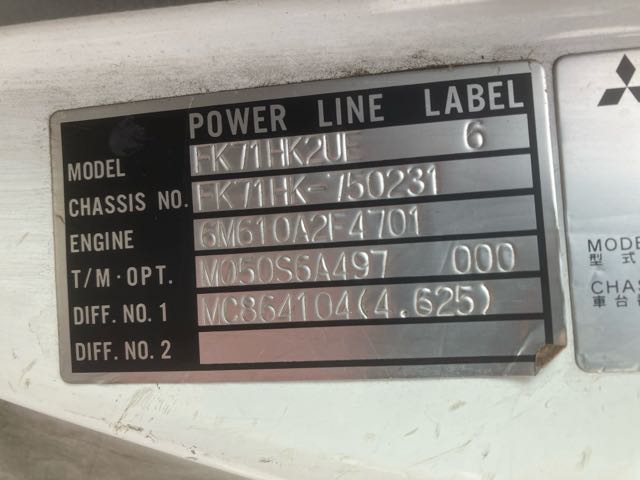 POWER LINE LABEL
MODEL FK71HK2UE 6
CHASSIS NO. FK71HK-750231
ENGINE 6M610A2F4701
T/M·OPT. M050S6A497 000
DIFF. NO. 1 MC864104(4.625)
DIFF. NO. 2
MODE
型式
CHAS
車台